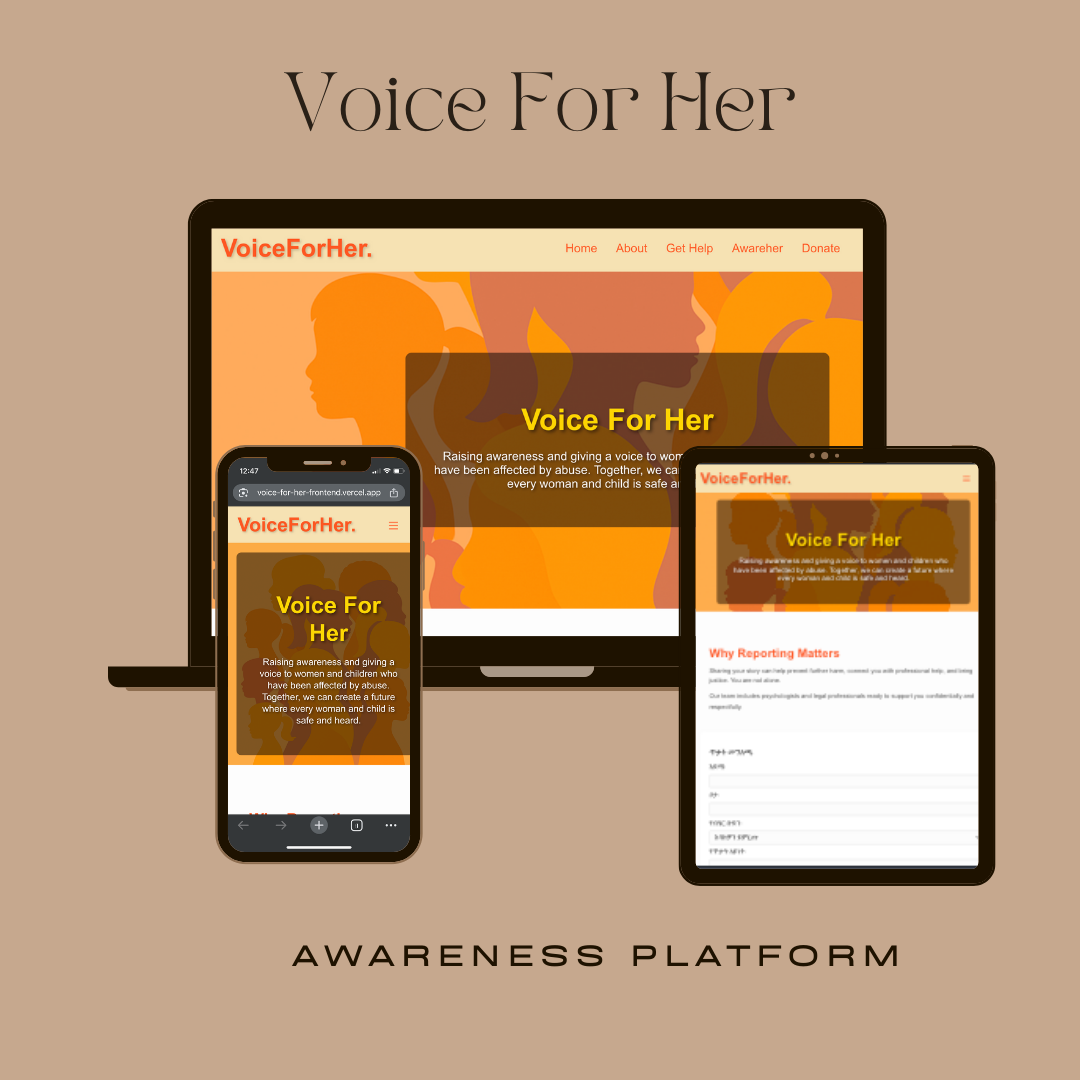 Voice For Her
VoiceForHer.
Home About Get Help Awareher Donate
Voice For Her
Raising awareness and giving a voice to wom
have been affected by abuse. Together, we ca
every woman and child is safe a
12:47
voice-for-her-frontend.vercel.app
VoiceForHer.
Voice For
Her
Raising awareness and giving a
voice to women and children who
have been affected by abuse.
Together, we can create a future
where every woman and child is
safe and heard.
VoiceForHer.
Voice For Her
Raising awareness and giving a voice to women and children who
have been affected by abuse. Together, we can create a future where
every woman and child is safe and heard.
Why Reporting Matters
Sharing your story can help prevent further harm, connect you with professional help, and bring
justice. You are not alone.
Our team includes psychologists and legal professionals ready to support you confidentially and
respectfully.
AWARENESS PLATFORM